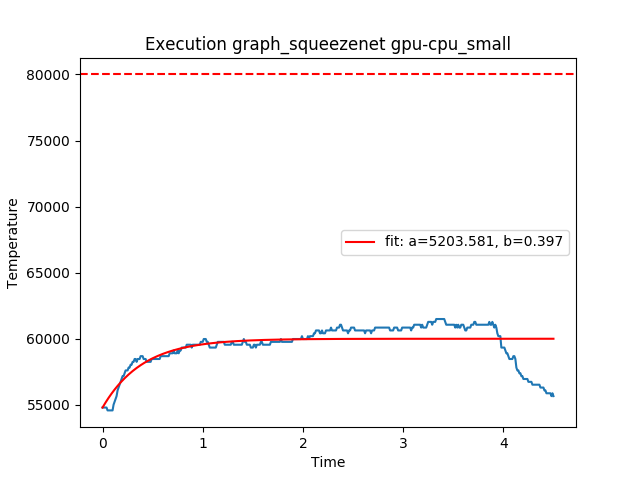 Execution graph_squeezenet gpu-cpu_small
80000
75000
70000
65000
60000
55000
Temperature
fit: a=5203.581, b=0.397
0 1 2 3 4
Time